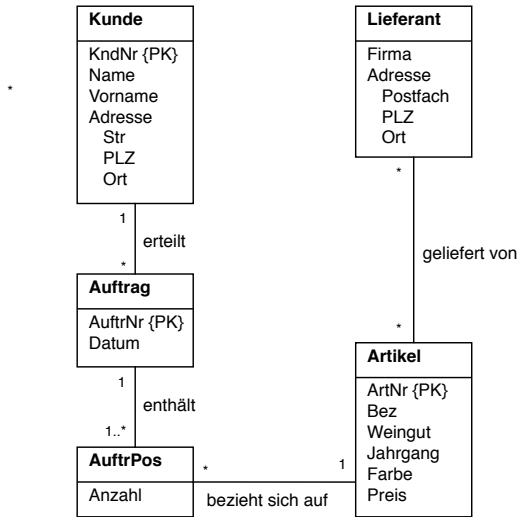 Kunde
KndNr {PK}
Name
Vorname
Adresse
Str
PLZ
Ort
*
1
erteilt
*
Auftrag
AuftrNr {PK}
Datum
1
enthält
1..*
AuftrPos
Anzahl
*
bezieht sich auf
1
Lieferant
Firma
Adresse
Postfach
PLZ
Ort
*
geliefert von
*
Artikel
ArtNr {PK}
Bez
Weingut
Jahrgang
Farbe
Preis